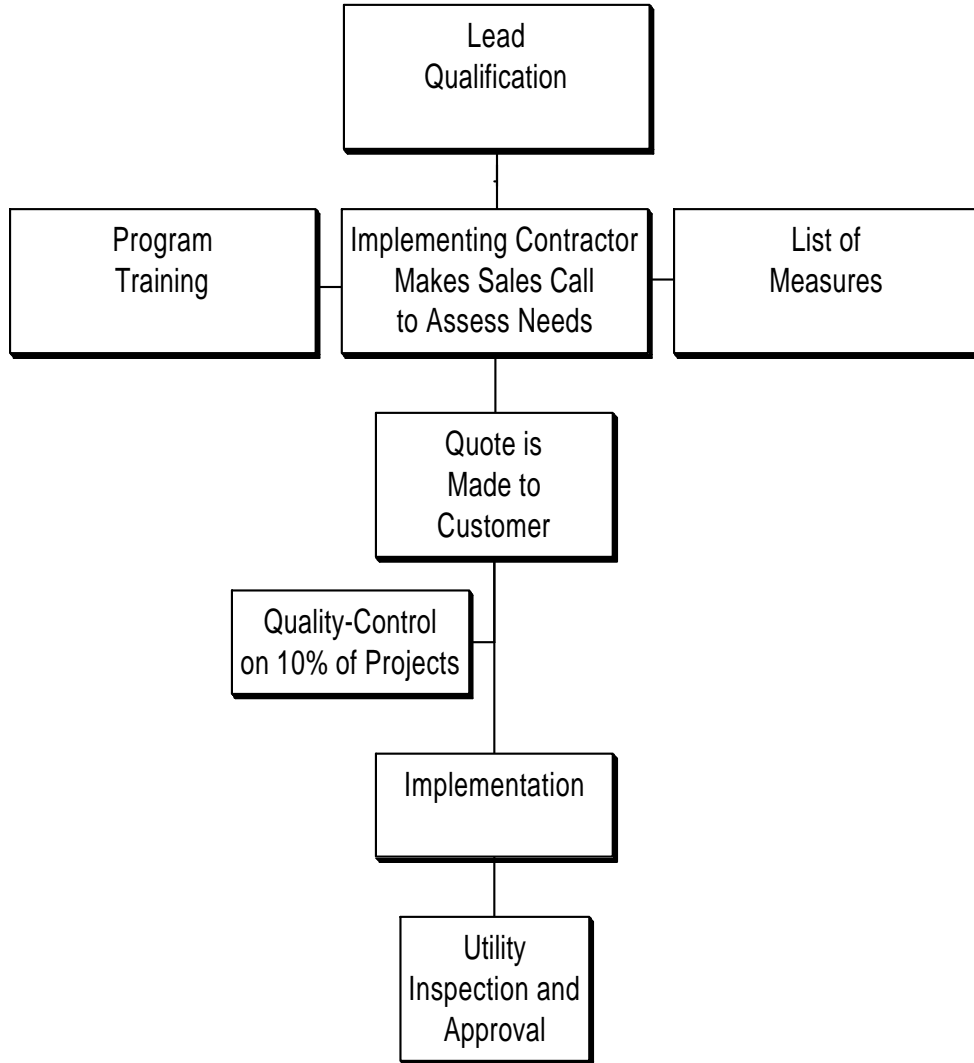 Lead
Qualification
Program
Training
Implementing Contractor
Makes Sales Call
to Assess Needs
List of
Measures
Quote is
Made to
Customer
Quality-Control
on 10% of Projects
Implementation
Utility
Inspection and
Approval